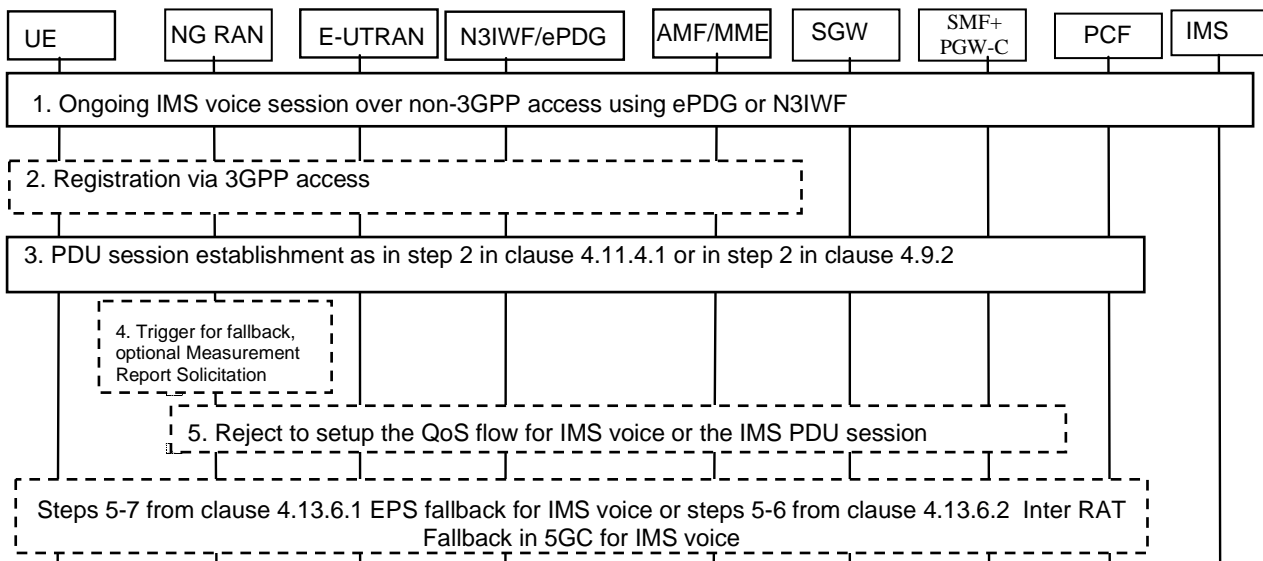 UE
NG RAN
E-UTRAN
N3IWF/ePDG
AMF/MME
SGW
SMF+
PGW-C
PCF
IMS
1. Ongoing IMS voice session over non-3GPP access using ePDG or N3IWF
2. Registration via 3GPP access
3. PDU session establishment as in step 2 in clause 4.11.4.1 or in step 2 in clause 4.9.2
4. Trigger for fallback,
optional Measurement
Report Solicitation
5. Reject to setup the QoS flow for IMS voice or the IMS PDU session
Steps 5-7 from clause 4.13.6.1 EPS fallback for IMS voice or steps 5-6 from clause 4.13.6.2 Inter RAT
Fallback in 5GC for IMS voice